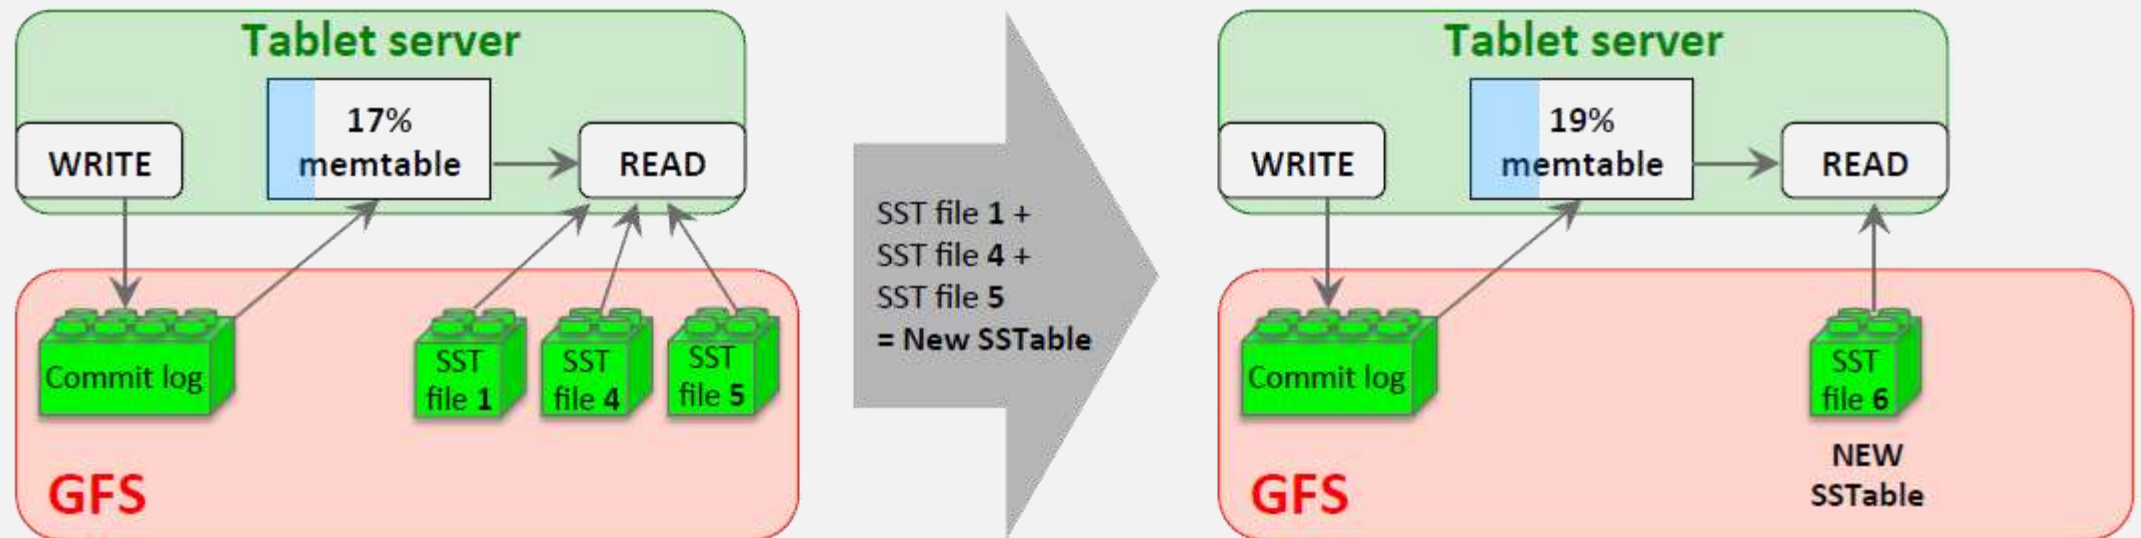 Tablet server
17%
memtable
WRITE
READ
Commit log
SST
file 1
SST
file 4
SST
file 5
GFS
SST file 1 +
SST file 4 +
SST file 5
= New SSTable
Tablet server
19%
memtable
WRITE
READ
Commit log
SST
file 6
NEW
SSTable
GFS